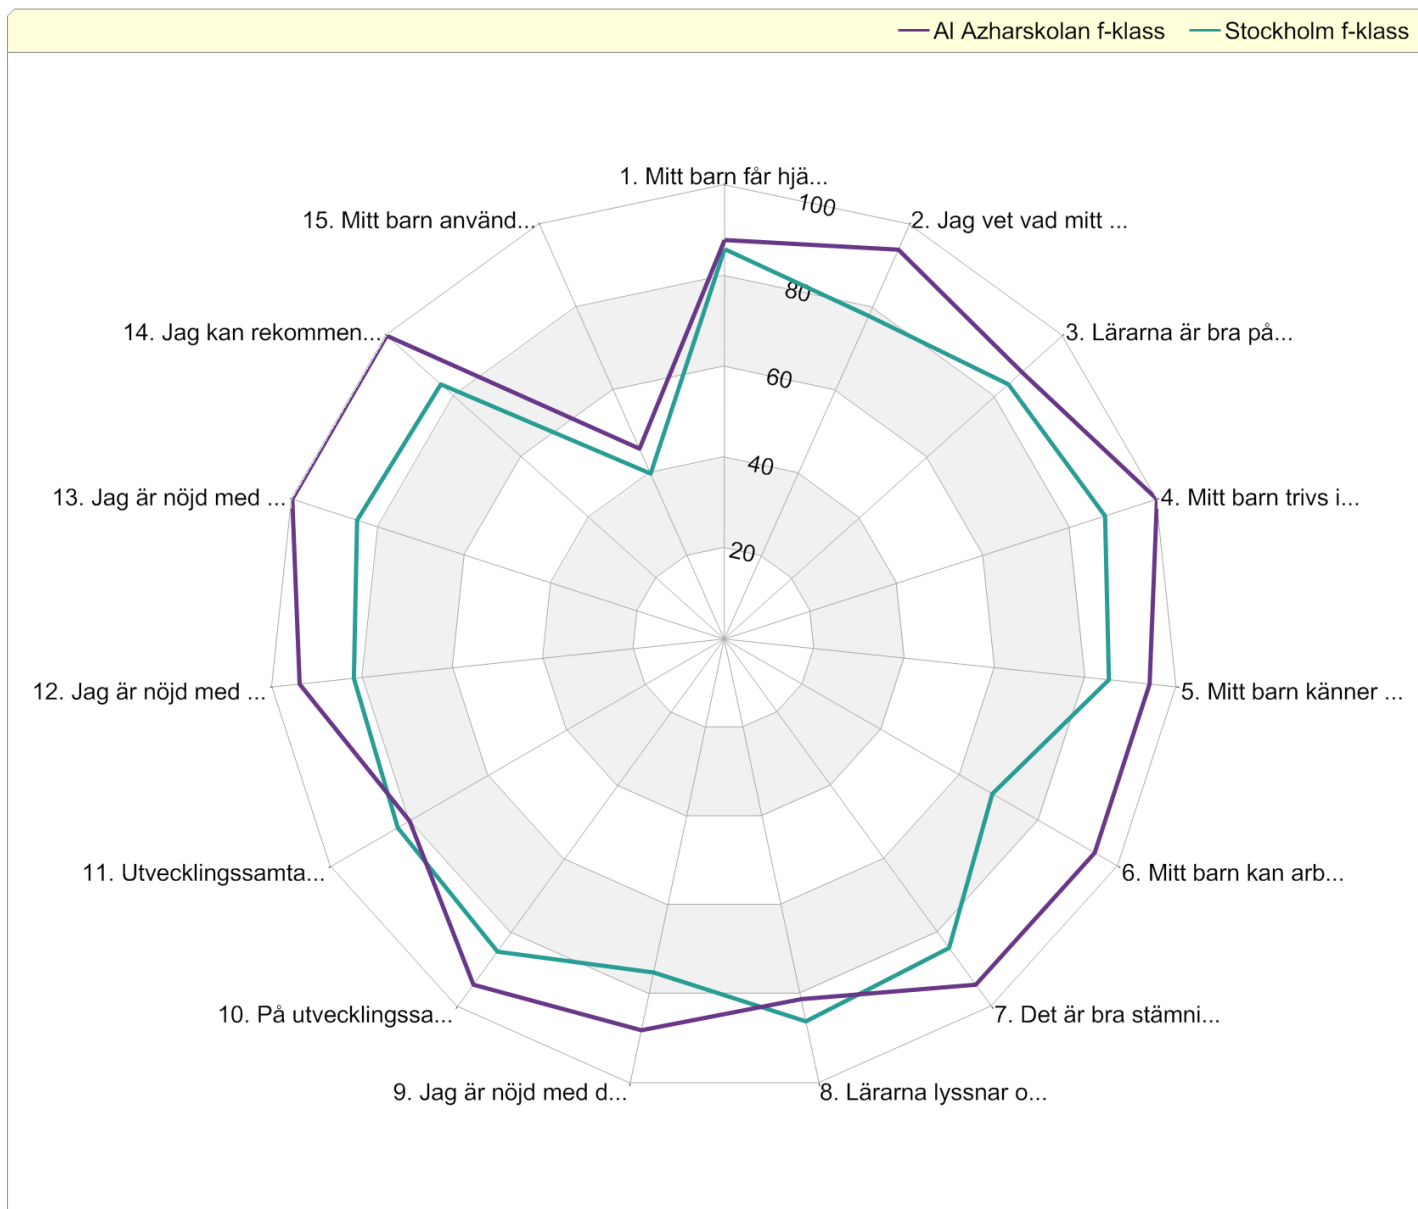 Al Azharskolan f-klass
Stockholm f-klass
1. Mitt barn får hjä...
2. Jag vet vad mitt ...
3. Lärarna är bra på...
4. Mitt barn trivs i...
5. Mitt barn känner ...
6. Mitt barn kan arb...
7. Det är bra stämni...
8. Lärarna lyssnar o...
9. Jag är nöjd med d...
10. På utvecklingssa...
11. Utvecklingssamta...
12. Jag är nöjd med ...
13. Jag är nöjd med ...
14. Jag kan rekommen...
15. Mitt barn använd...
100
80
60
40
20